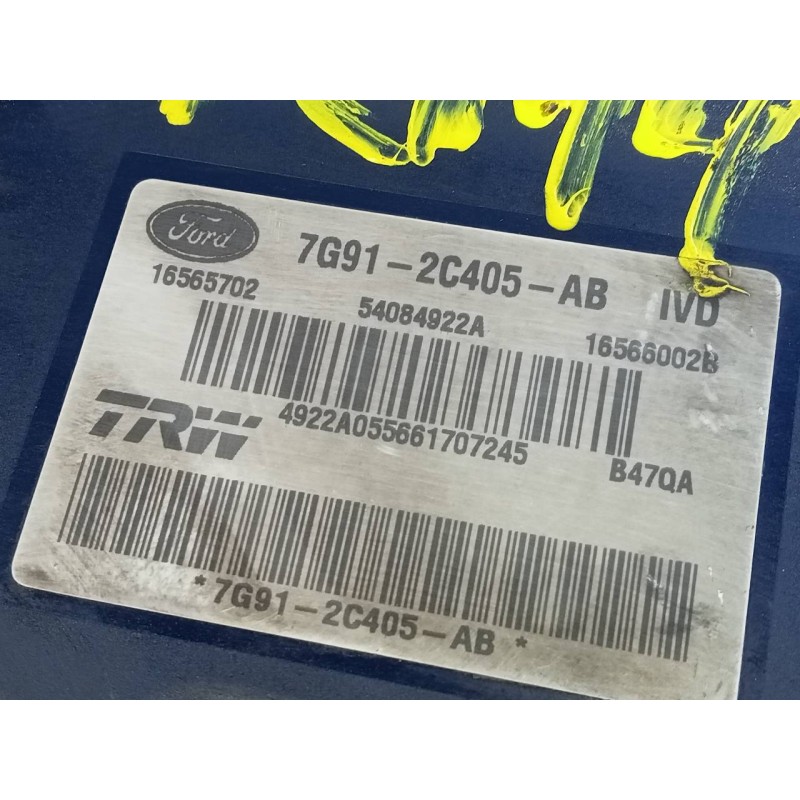 Ford 7G91-2C405-AB IVD
16565702 54084922A 16566002B
TRW 4922A055661707245 B47QA
*7G91-2C405-AB*